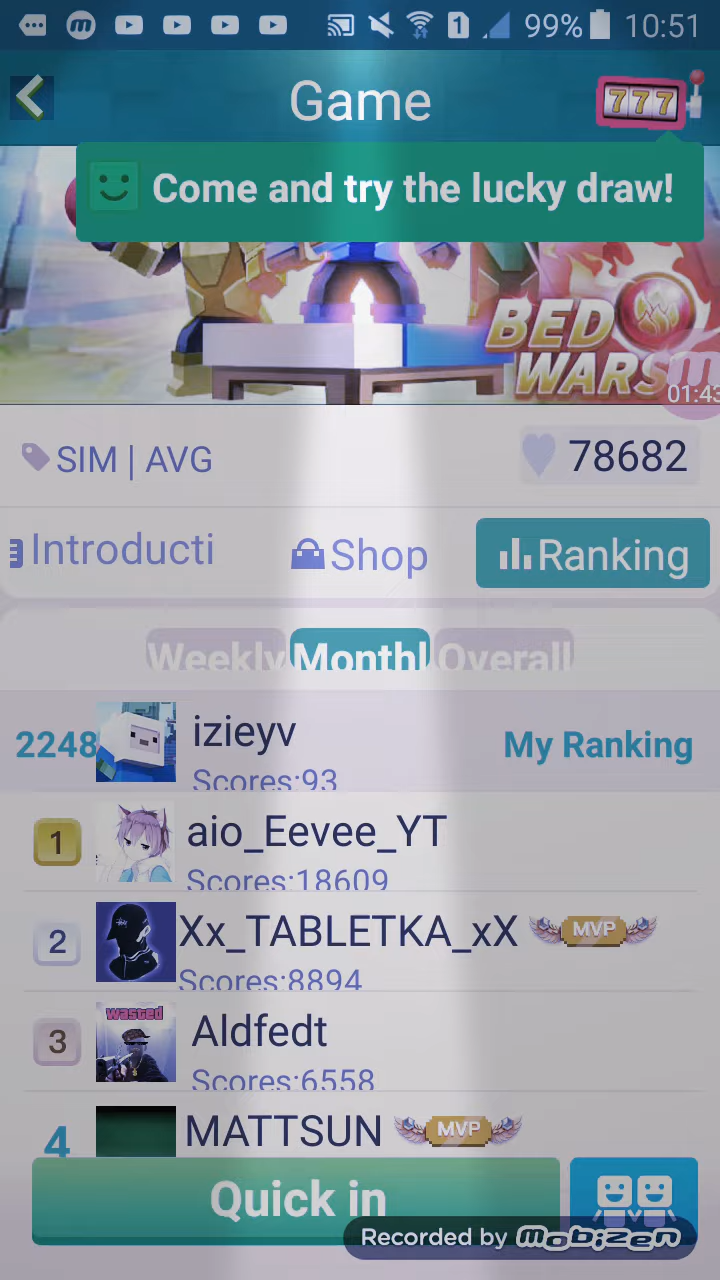 1 99% 10:51
Game
777
Come and try the lucky draw!
BED
WARS
01:43
SIM | AVG
78682
Introducti
Shop
Ranking
Weekly
Monthl
Overall
2248
izieyv
Scores:93
My Ranking
1
aio_Eevee_YT
Scores:18609
2
Xx_TABLETKA_xX
MVP
Scores:8894
3
wasted
Aldfedt
Scores:6558
4
MATTSUN
MVP
Quick in
Recorded by mobizen